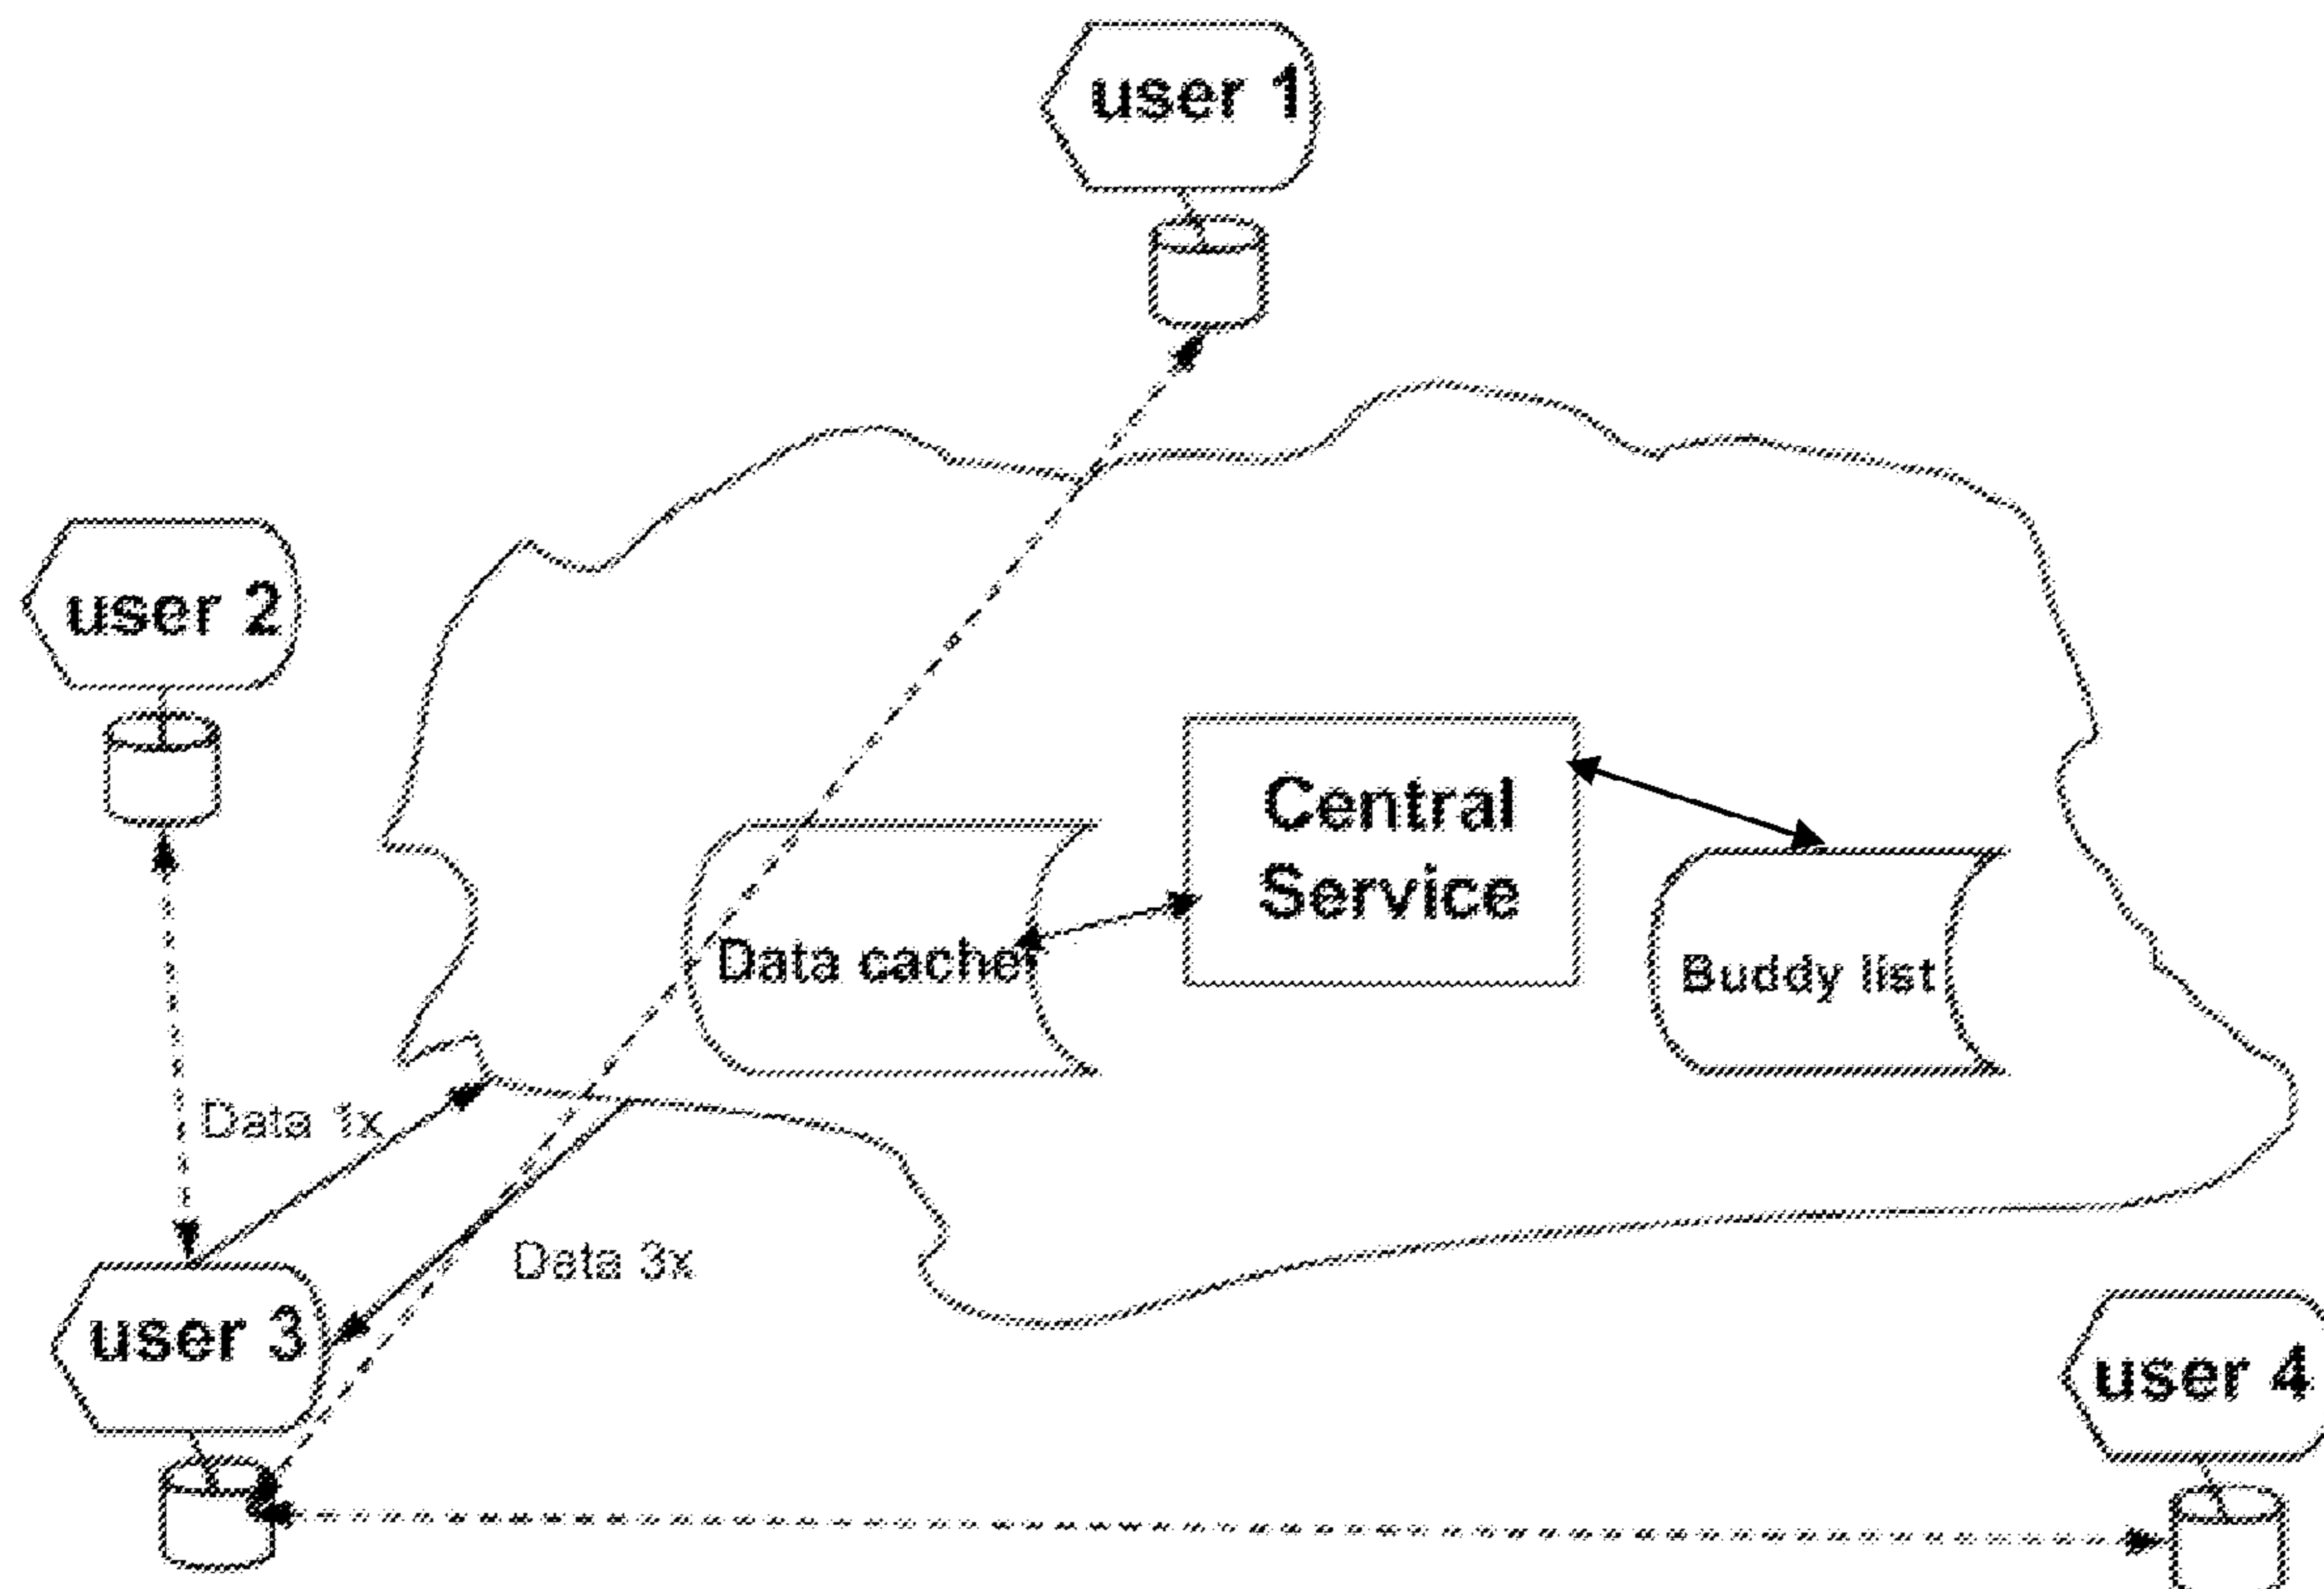 user 1
user 2
Central
Service
Data cache
Buddy list
Data 1x
Data 3x
user 3
user 4